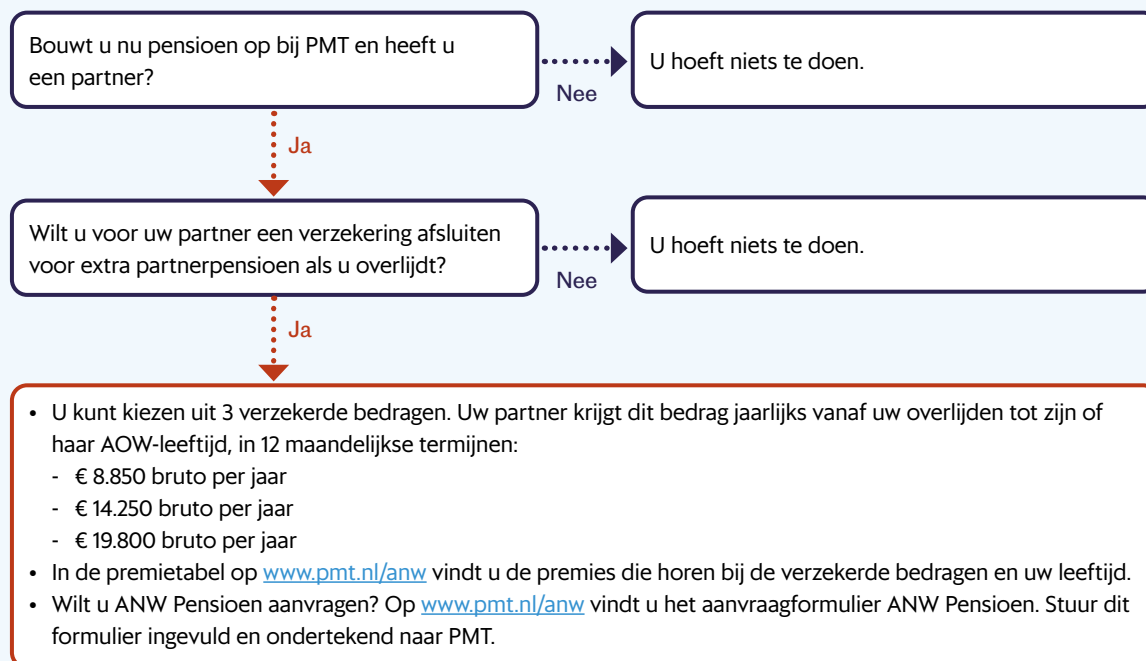 Bouwt u nu pensioen op bij PMT en heeft u
een partner?
Nee
U hoeft niets te doen.
Ja
Wilt u voor uw partner een verzekering afsluiten
voor extra partnerpensioen als u overlijdt?
Nee
U hoeft niets te doen.
Ja
• U kunt kiezen uit 3 verzekerde bedragen. Uw partner krijgt dit bedrag jaarlijks vanaf uw overlijden tot zijn of
haar AOW-leeftijd, in 12 maandelijkse termijnen:
- € 8.850 bruto per jaar
- € 14.250 bruto per jaar
- € 19.800 bruto per jaar
• In de premietabel op www.pmt.nl/anw vindt u de premies die horen bij de verzekerde bedragen en uw leeftijd.
• Wilt u ANW Pensioen aanvragen? Op www.pmt.nl/anw vindt u het aanvraagformulier ANW Pensioen. Stuur dit
formulier ingevuld en ondertekend naar PMT.